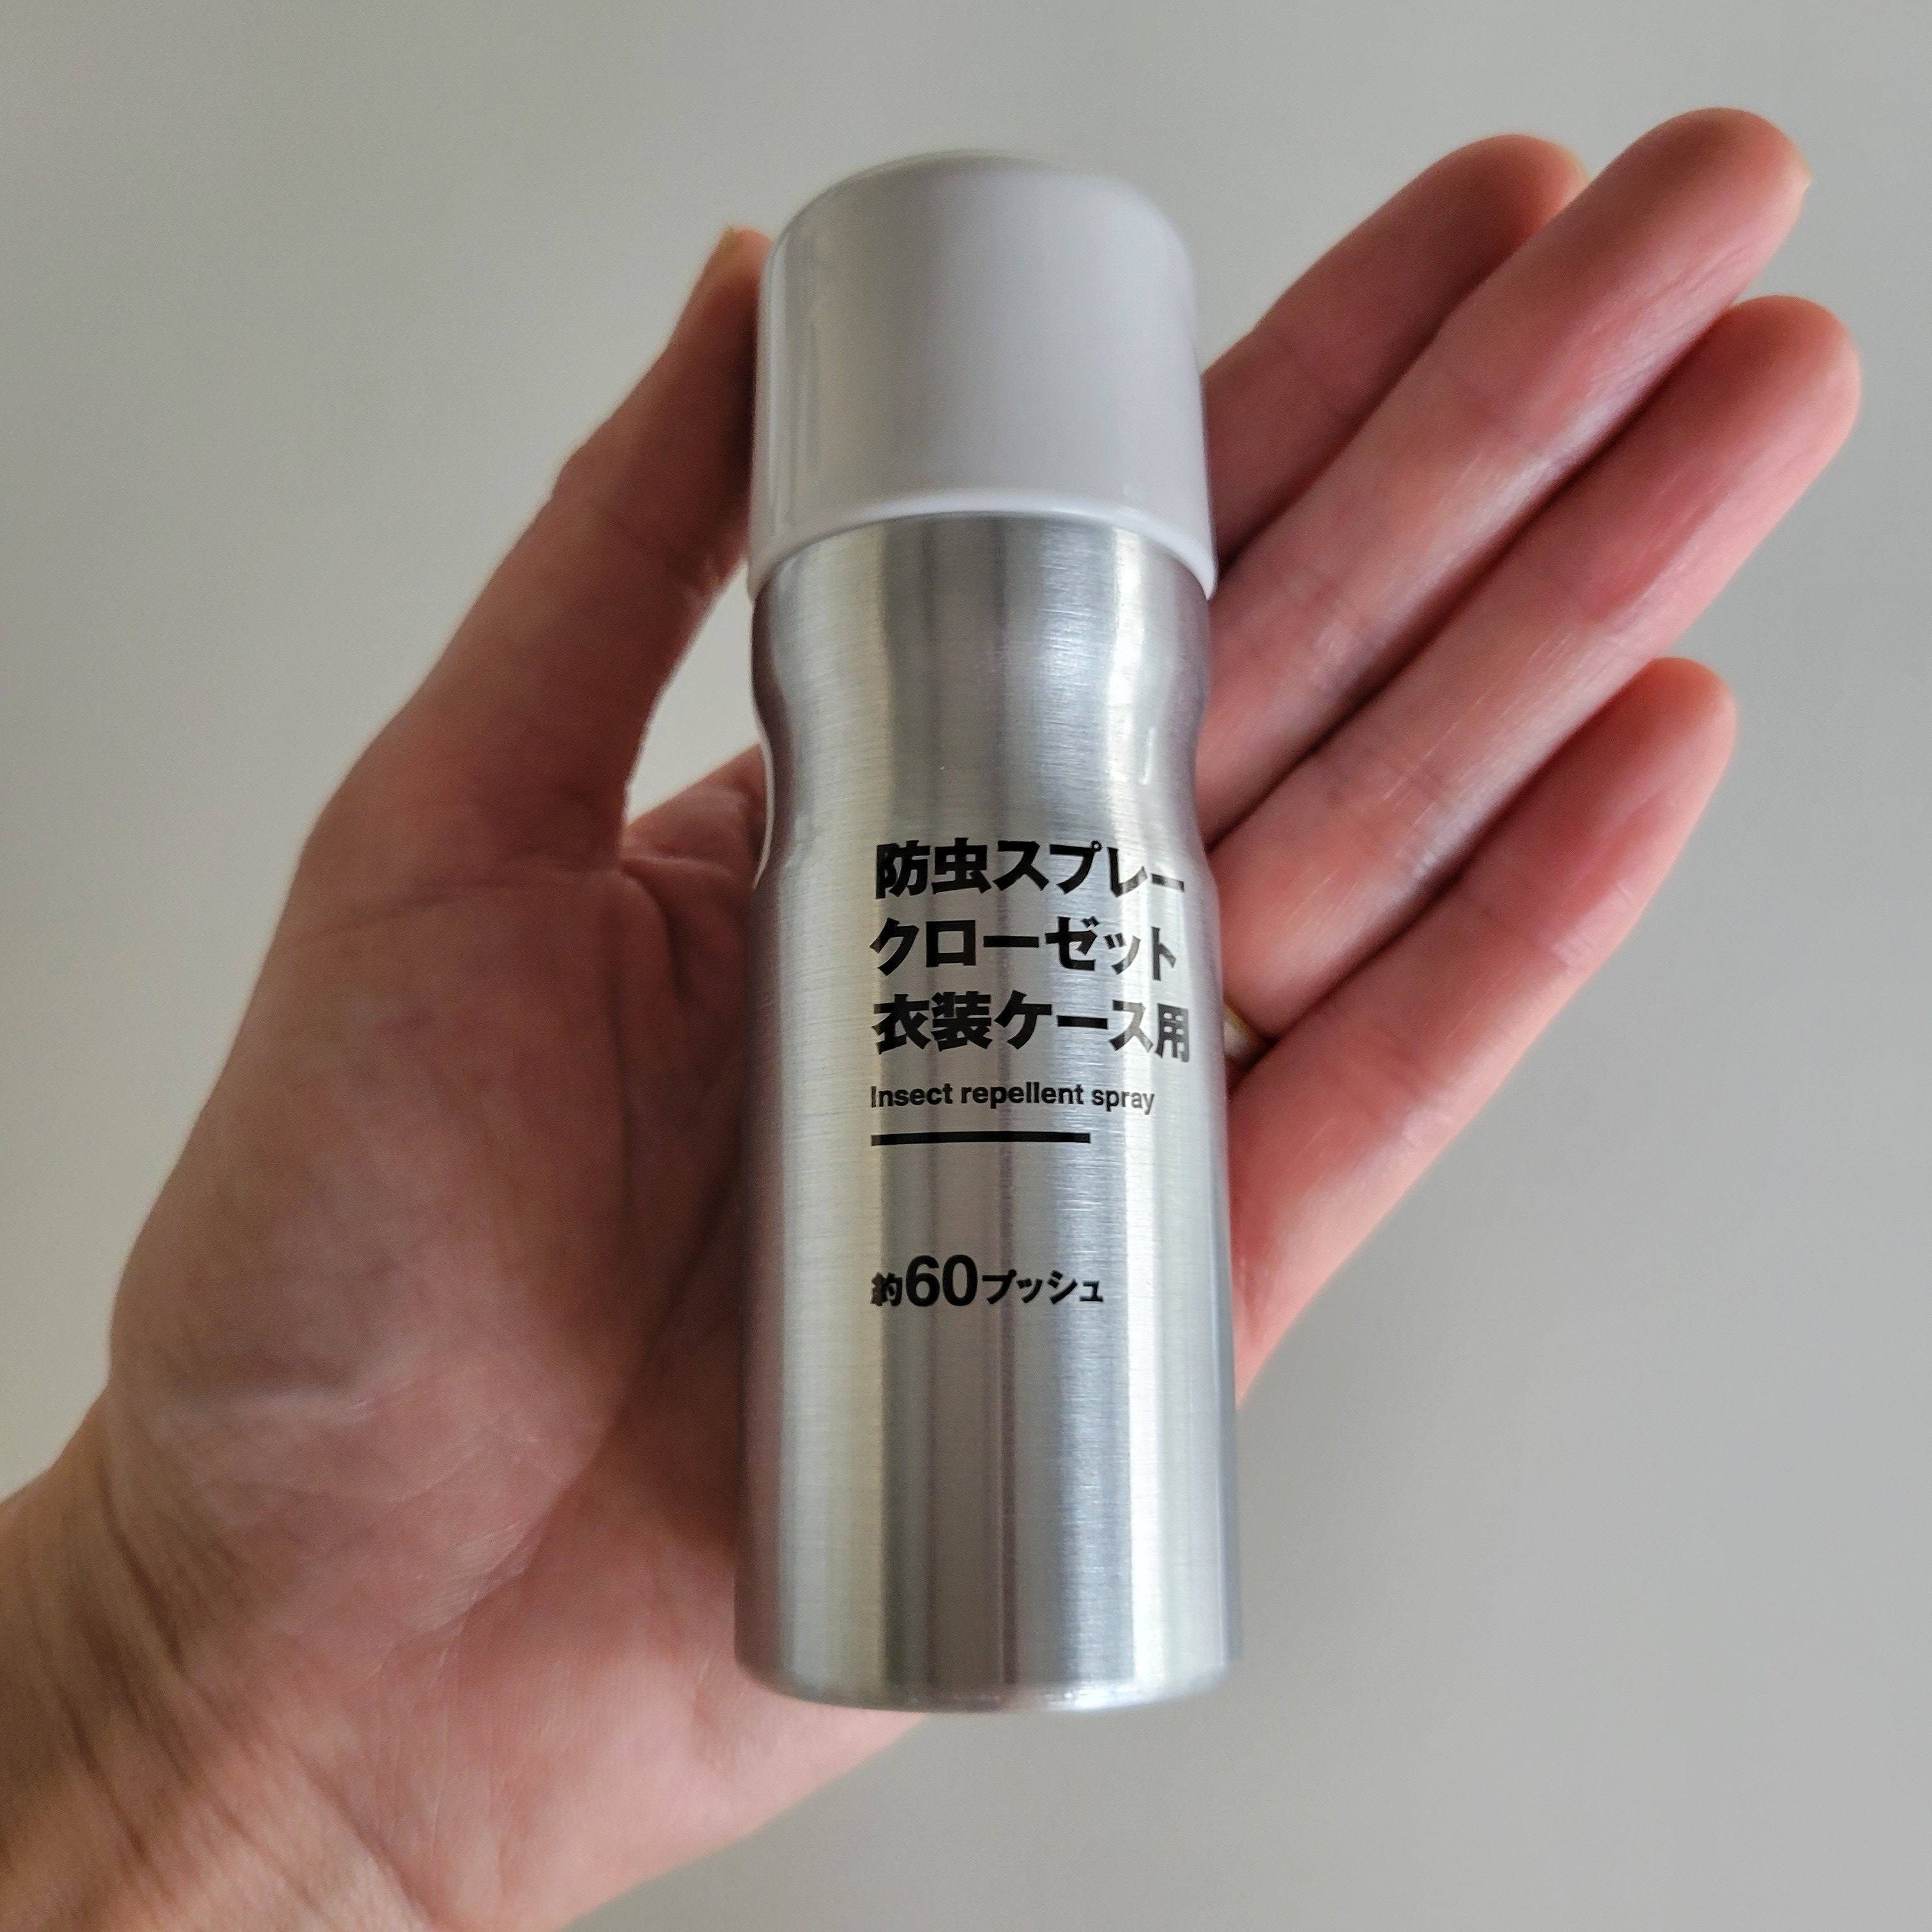 防虫スプレー
クローゼット
衣装ケース用
Insect repellent spray
約60プッシュ